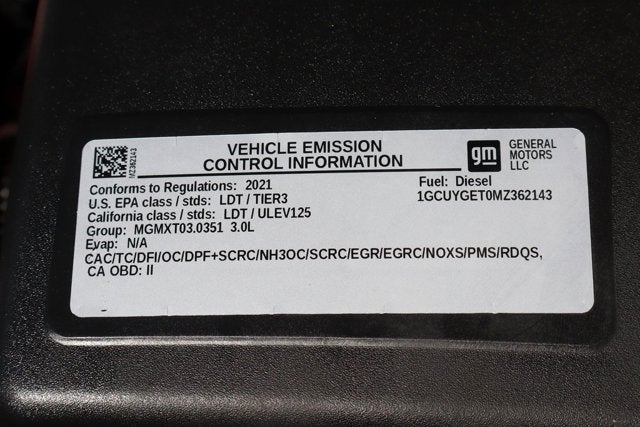 VEHICLE EMISSION
CONTROL INFORMATION
MZ362143
gm
GENERAL
MOTORS
LLC
Conforms to Regulations: 2021
U.S. EPA class / stds: LDT / TIER3
California class / stds: LDT / ULEV125
Group: MGMXT03.0351 3.0L
Evap: N/A
Fuel: Diesel
1GCUYGET0MZ362143
CAC/TC/DFI/OC/DPF+SCRC/NH3OC/SCRC/EGR/EGRC/NOXS/PMS/RDQS,
CA OBD: II